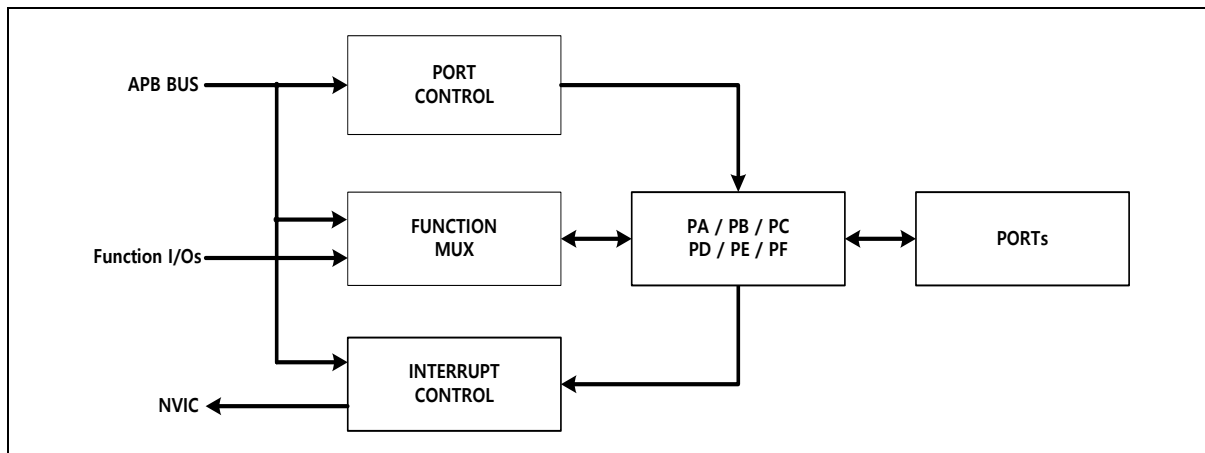 APB BUS
PORT
CONTROL
Function I/Os
FUNCTION
MUX
PA / PB / PC
PD / PE / PF
PORTs
INTERRUPT
CONTROL
NVIC